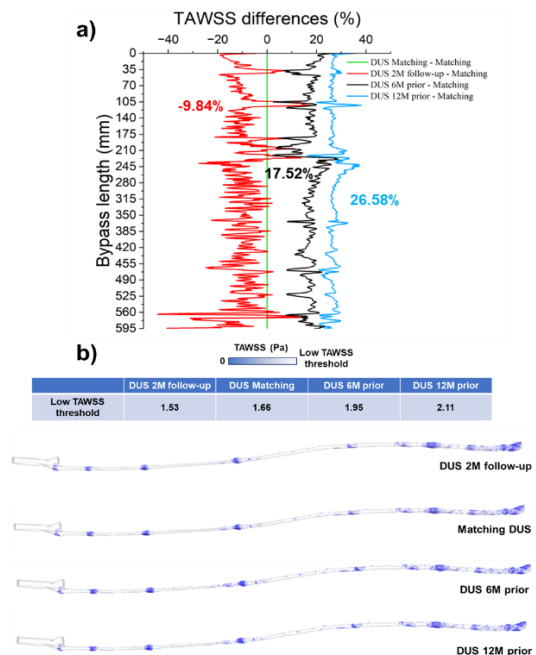 TAWSS differences (%)
a)
−40 −20 0 20 40
DUS Matching - Matching
DUS 2M follow-up - Matching
DUS 6M prior - Matching
DUS 12M prior - Matching
Bypass length (mm)
0
35
70
105
140
175
210
245
280
315
350
385
420
455
490
525
560
595
-9.84%
17.52%
26.58%
b)
TAWSS (Pa)
0
Low TAWSS
threshold
DUS 2M follow-up DUS Matching DUS 6M prior DUS 12M prior
Low TAWSS
threshold
1.53 1.66 1.95 2.11
DUS 2M follow-up
Matching DUS
DUS 6M prior
DUS 12M prior